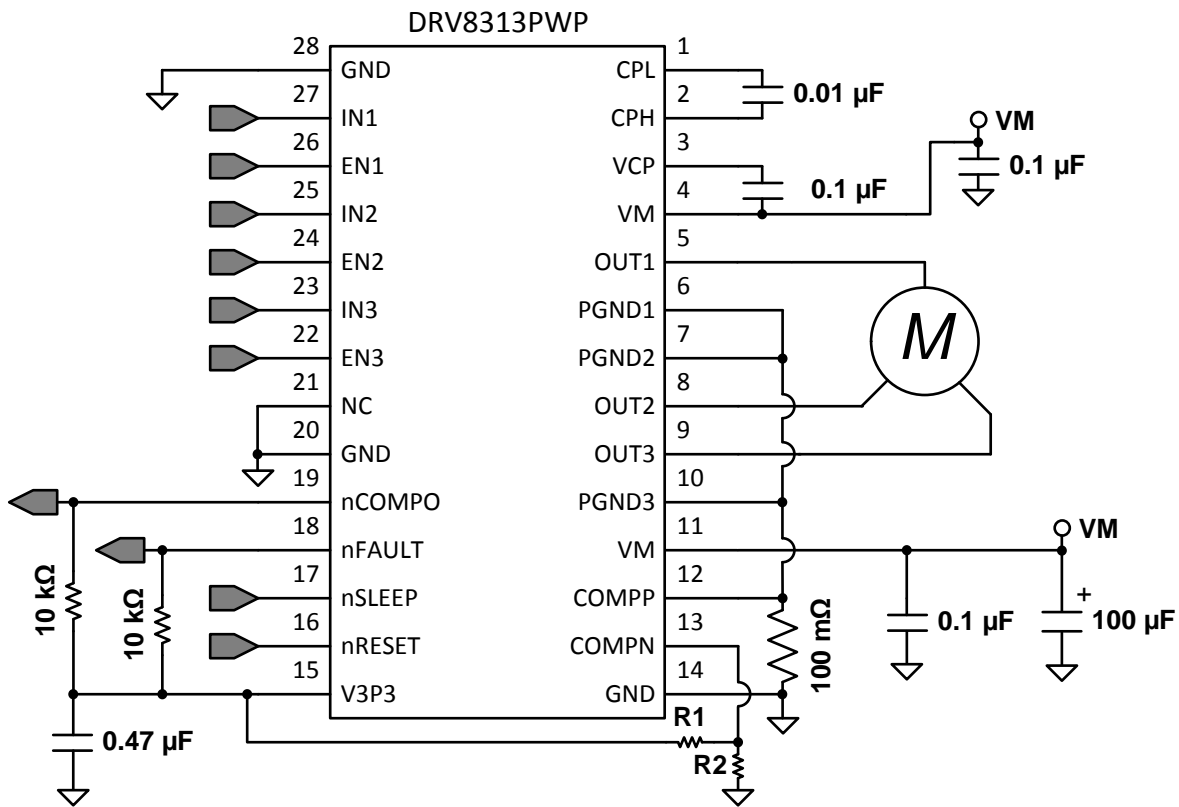 DRV8313PWP
28 GND CPL 1
27 IN1 CPH 2
26 EN1 VCP 3
25 IN2 VM 4
24 EN2 OUT1 5
23 IN3 PGND1 6
22 EN3 PGND2 7
21 NC OUT2 8
20 GND OUT3 9
19 nCOMPO PGND3 10
18 nFAULT VM 11
17 nSLEEP COMPP 12
16 nRESET COMPN 13
15 V3P3 GND 14
0.01 µF
VM
0.1 µF
0.1 µF
M
VM
+
0.1 µF
100 µF
10 kΩ
10 kΩ
100 mΩ
R1
R2
0.47 µF